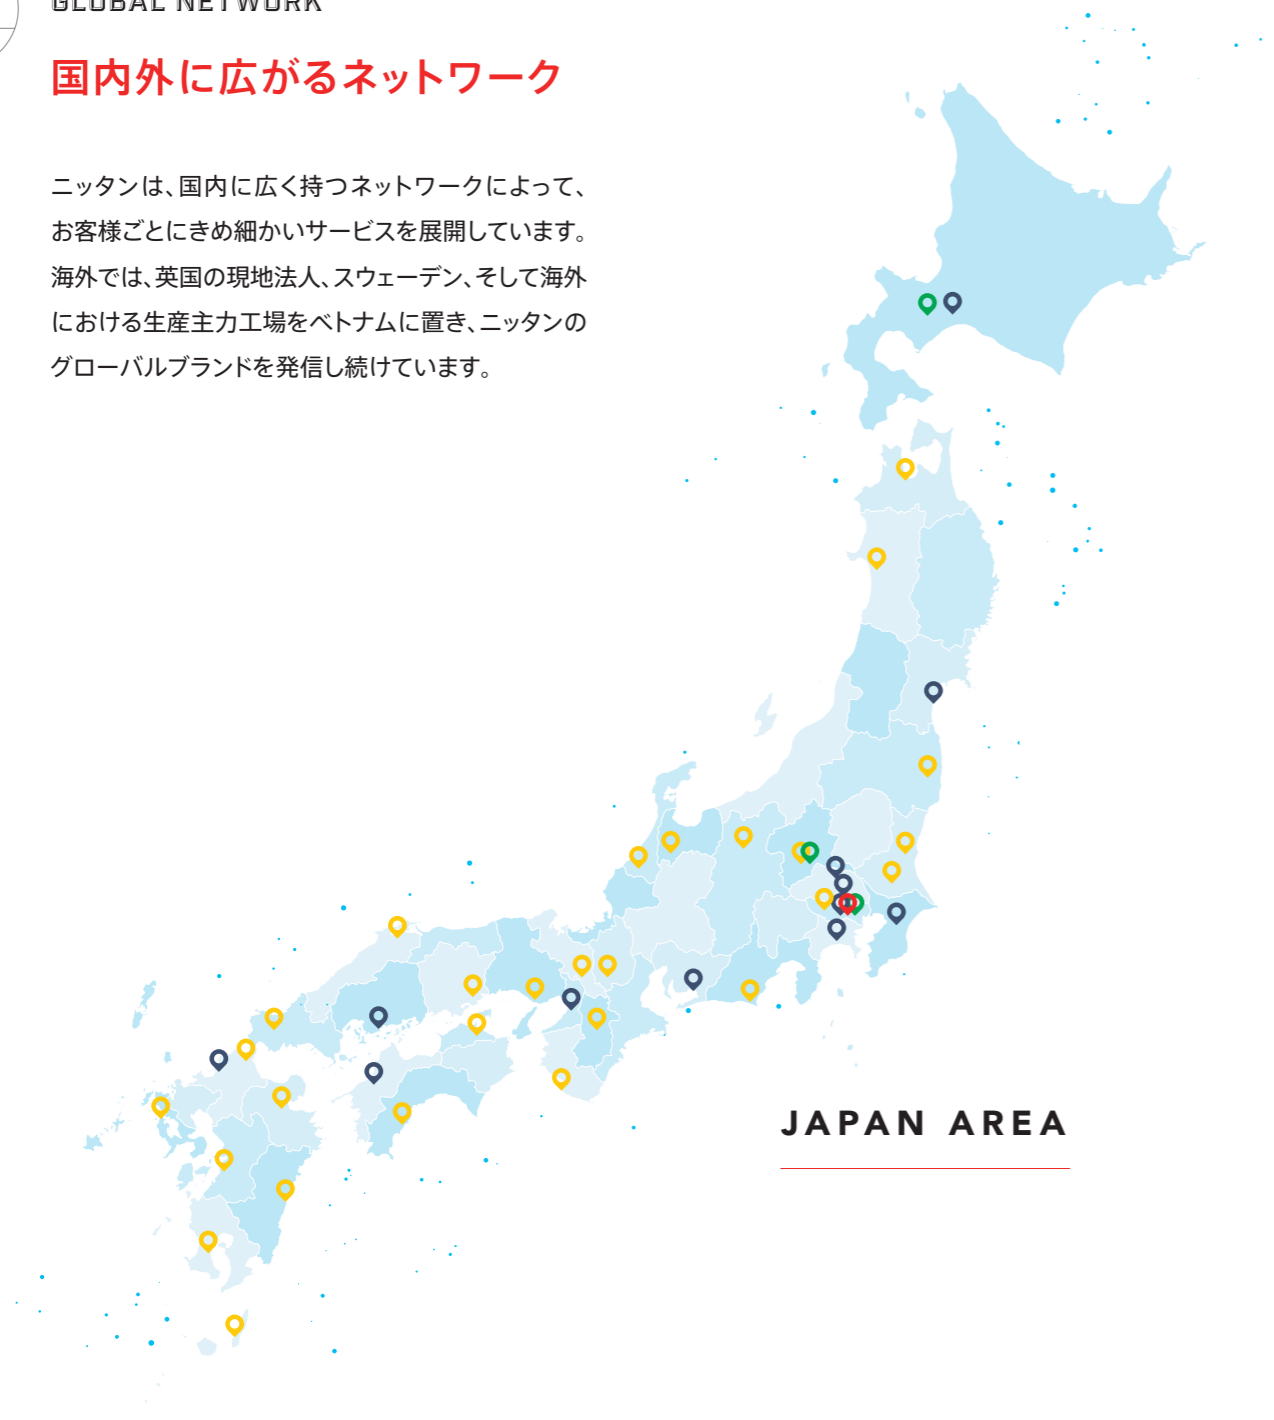 GLOBAL NETWORK
国内外に広がるネットワーク
ニッタンは、国内に広く持つネットワークによって、
お客様ごとにきめ細かいサービスを展開しています。
海外では、英国の現地法人、スウェーデン、そして海外
における生産主力工場をベトナムに置き、ニッタンの
グローバルブランドを発信し続けています。
JAPAN AREA